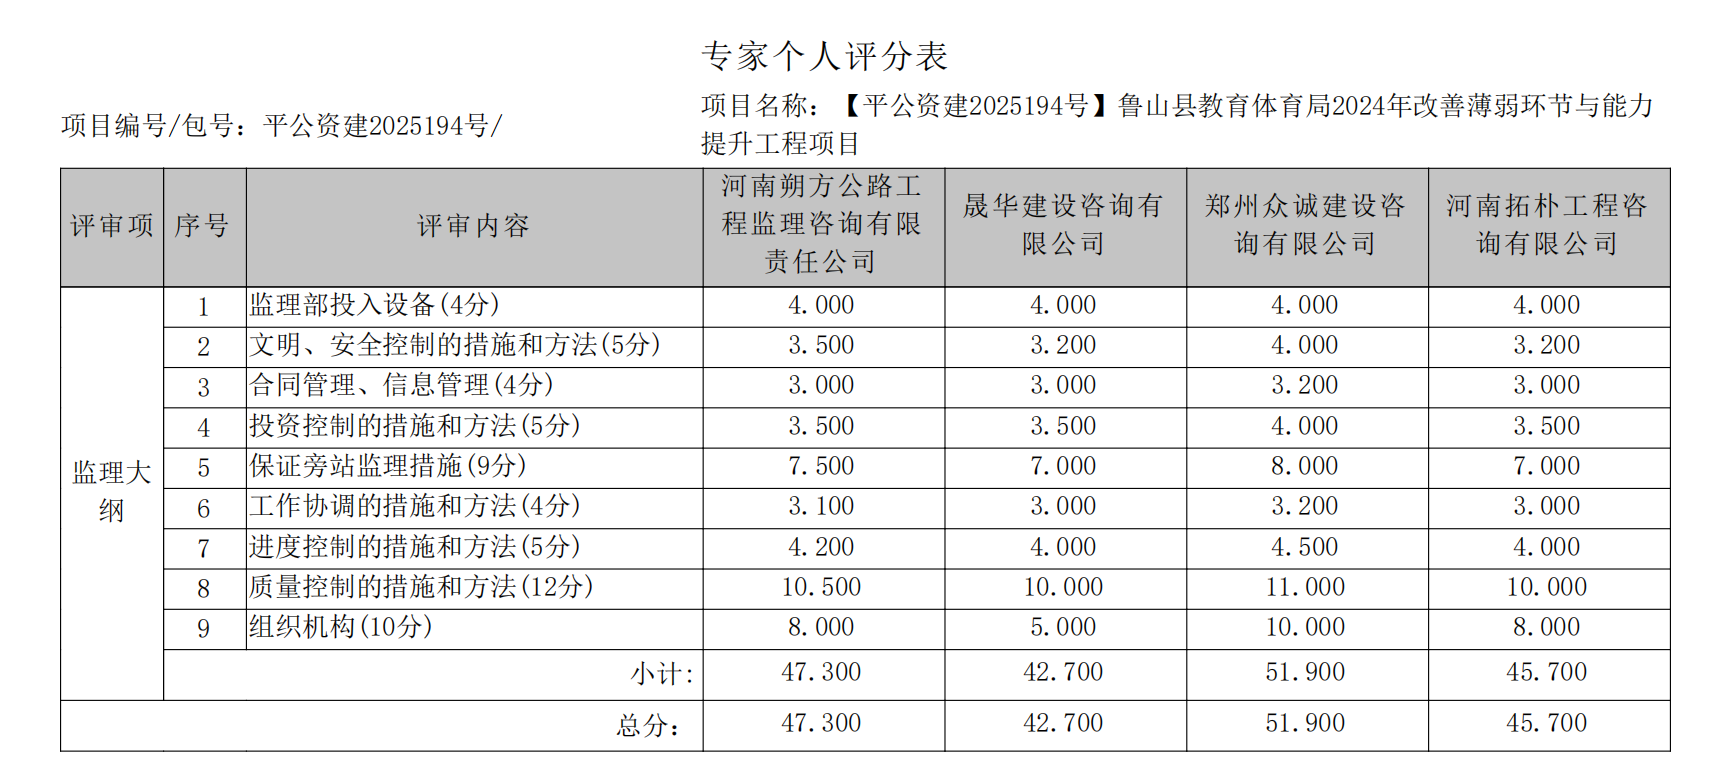 专家个人评分表
项目编号/包号：平公资建2025194号/
项目名称：【平公资建2025194号】鲁山县教育体育局2024年改善薄弱环节与能力
提升工程项目
评审项 序号 评审内容 河南朔方公路工程监理咨询有限责任公司 晟华建设咨询有限公司 郑州众诚建设咨询有限公司 河南拓朴工程咨询有限公司
监理大纲
1 监理部投入设备(4分) 4.000 4.000 4.000 4.000
2 文明、安全控制的措施和方法(5分) 3.500 3.200 4.000 3.200
3 合同管理、信息管理(4分) 3.000 3.000 3.200 3.000
4 投资控制的措施和方法(5分) 3.500 3.500 4.000 3.500
5 保证旁站监理措施(9分) 7.500 7.000 8.000 7.000
6 工作协调的措施和方法(4分) 3.100 3.000 3.200 3.000
7 进度控制的措施和方法(5分) 4.200 4.000 4.500 4.000
8 质量控制的措施和方法(12分) 10.500 10.000 11.000 10.000
9 组织机构(10分) 8.000 5.000 10.000 8.000
小计: 47.300 42.700 51.900 45.700
总分： 47.300 42.700 51.900 45.700